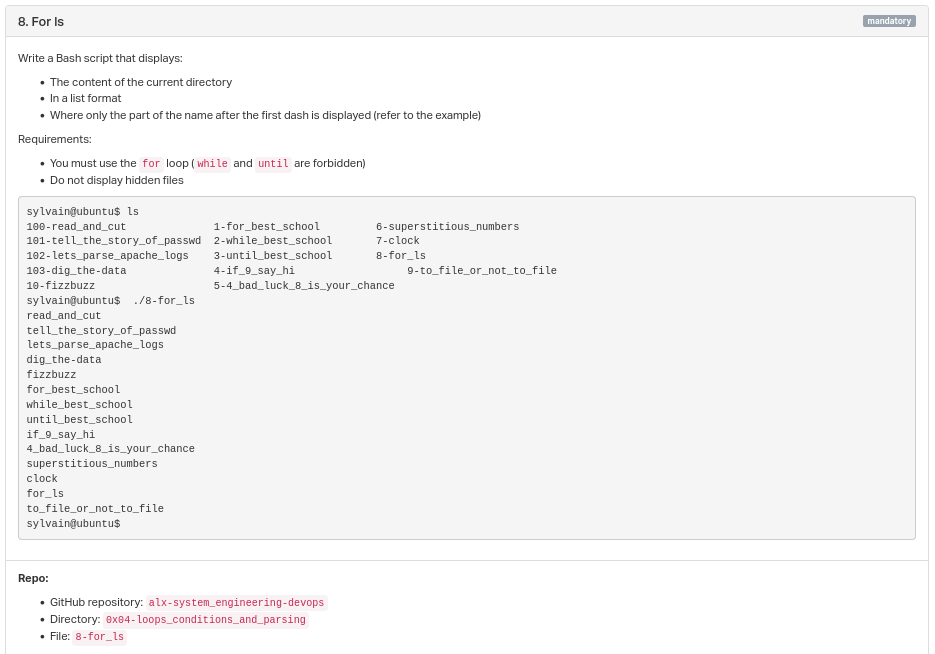 8. For ls
mandatory
Write a Bash script that displays:
• The content of the current directory
• In a list format
• Where only the part of the name after the first dash is displayed (refer to the example)
Requirements:
• You must use the for loop ( while and until are forbidden)
• Do not display hidden files
sylvain@ubuntu$ ls
100-read_and_cut              1-for_best_school         6-superstitious_numbers
101-tell_the_story_of_passwd  2-while_best_school       7-clock
102-lets_parse_apache_logs    3-until_best_school       8-for_ls
103-dig_the-data              4-if_9_say_hi                  9-to_file_or_not_to_file
10-fizzbuzz                   5-4_bad_luck_8_is_your_chance
sylvain@ubuntu$  ./8-for_ls
read_and_cut
tell_the_story_of_passwd
lets_parse_apache_logs
dig_the-data
fizzbuzz
for_best_school
while_best_school
until_best_school
if_9_say_hi
4_bad_luck_8_is_your_chance
superstitious_numbers
clock
for_ls
to_file_or_not_to_file
sylvain@ubuntu$
Repo:
• GitHub repository: alx-system_engineering-devops
• Directory: 0x04-loops_conditions_and_parsing
• File: 8-for_ls